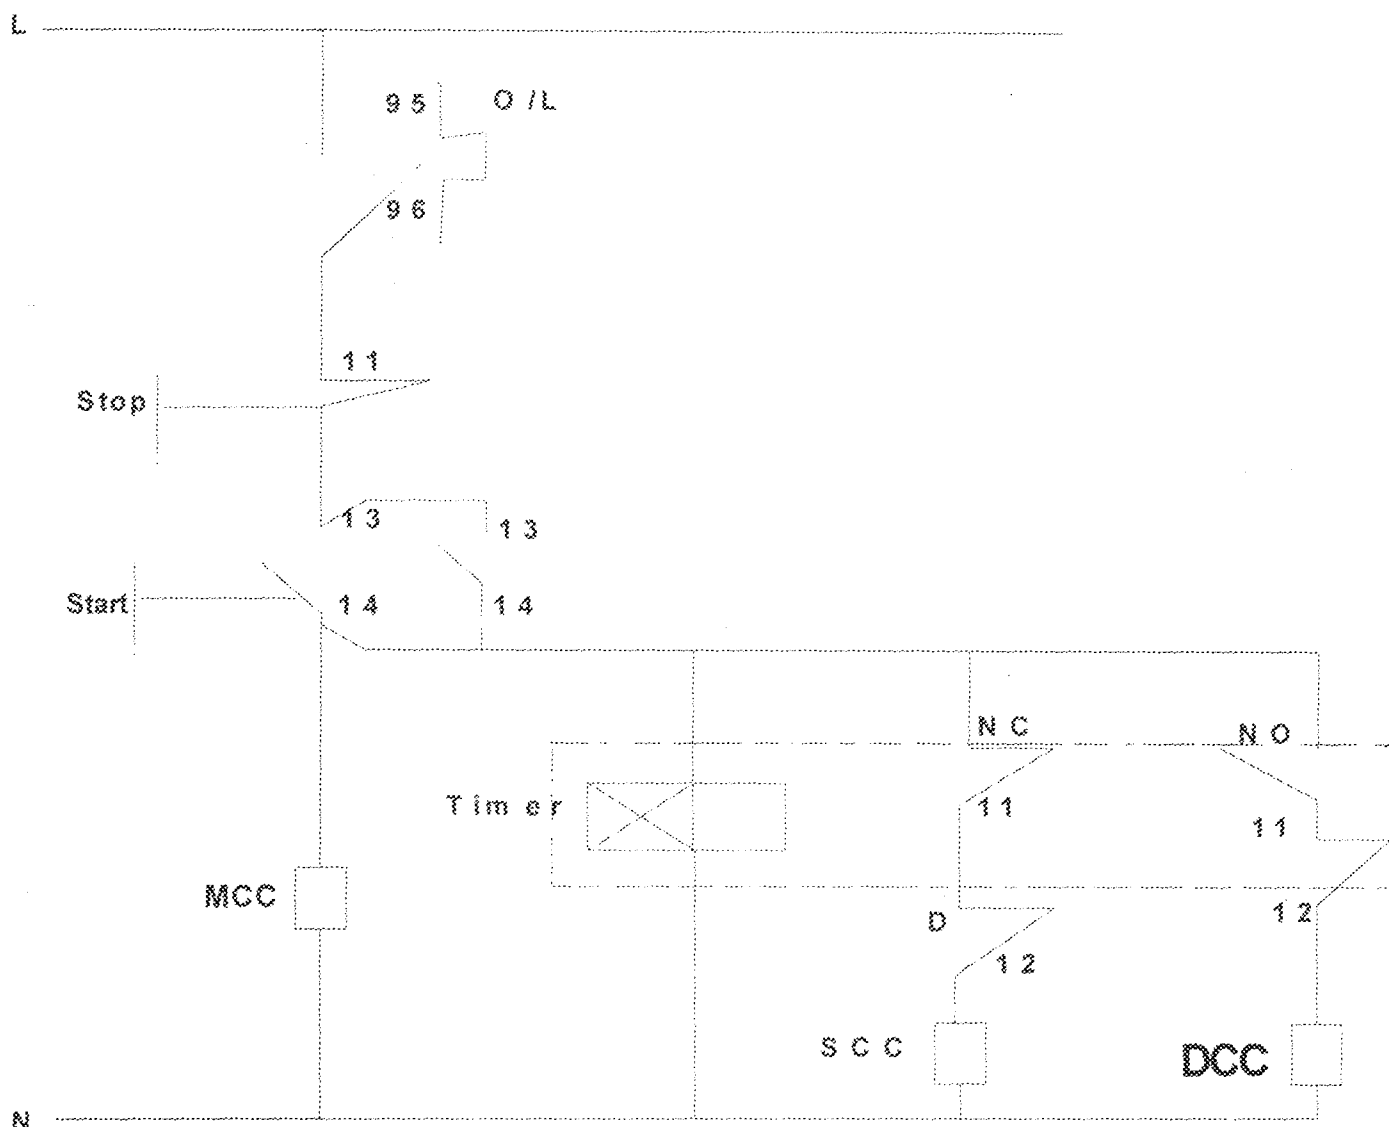 L
95 O/L
96
11
Stop
13 13
Start 14 14
NC NO
Timer 11 11
MCC
D 12
12
SCC DCC
N